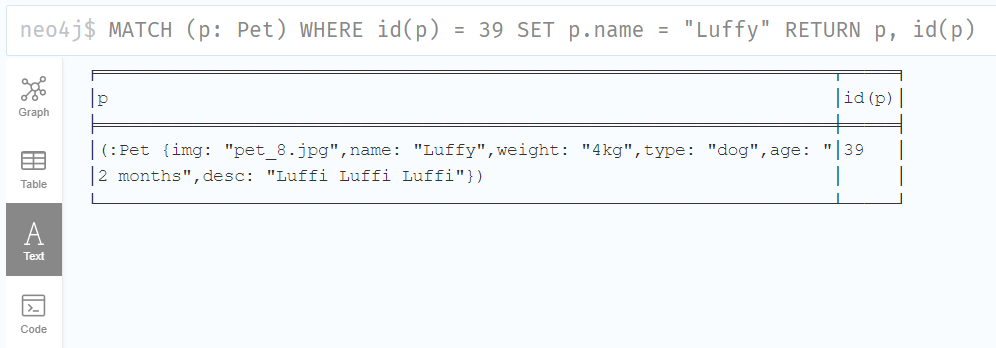 neo4j$ MATCH (p: Pet) WHERE id(p) = 39 SET p.name = "Luffy" RETURN p, id(p)
Graph
Table
Text
Code
p id(p)
(:Pet {img: "pet_8.jpg",name: "Luffy",weight: "4kg",type: "dog",age: " 39
2 months",desc: "Luffi Luffi Luffi"})